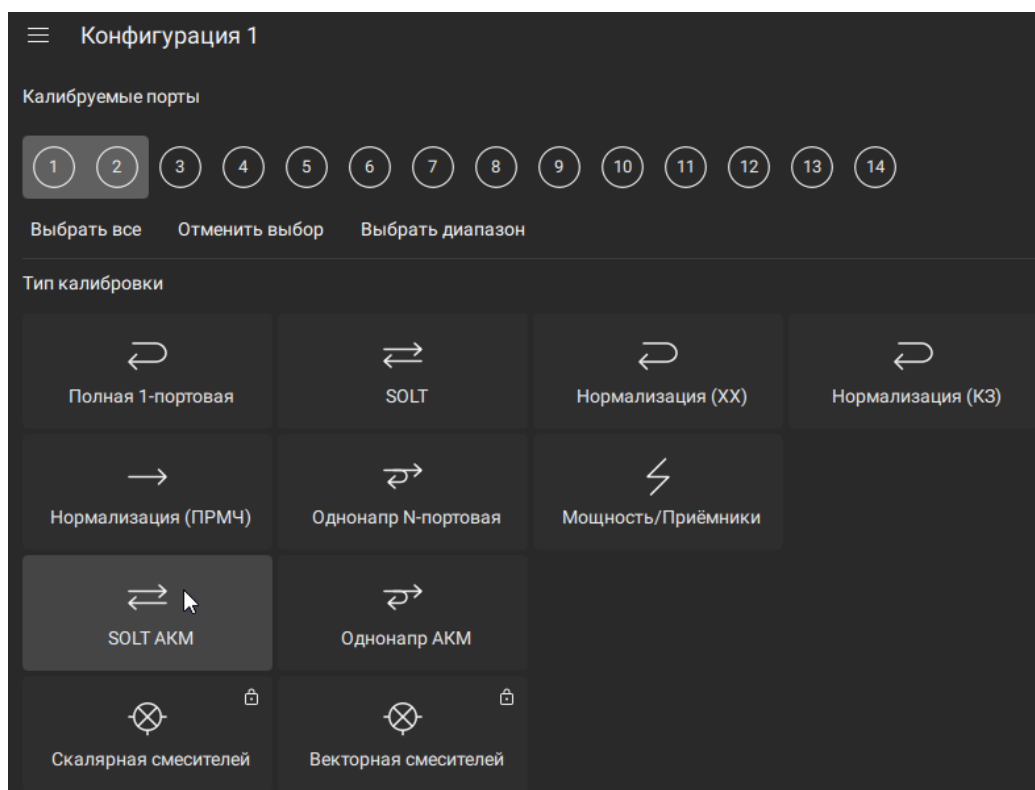 Конфигурация 1
Калибруемые порты
1 2 3 4 5 6 7 8 9 10 11 12 13 14
Выбрать все Отменить выбор Выбрать диапазон
Тип калибровки
Полная 1-портовая SOLT Нормализация (ХХ) Нормализация (КЗ)
Нормализация (ПРМЧ) Однонапр N-портовая Мощность/Приёмники
SOLT АКМ Однонапр АКМ
Скалярная смесителей Векторная смесителей